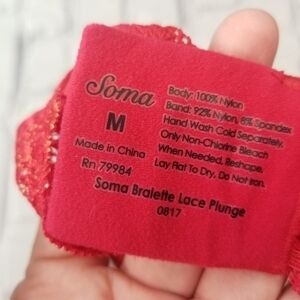 Soma
M
Made in China
Rn 79984
Body: 100% Nylon
Band: 92% Nylon, 8% Spandex
Hand Wash Cold Separately.
Only Non-Chlorine Bleach
When Needed, Reshape,
Lay Flat To Dry, Do Not Iron.
Soma Bralette Lace Plunge
0817